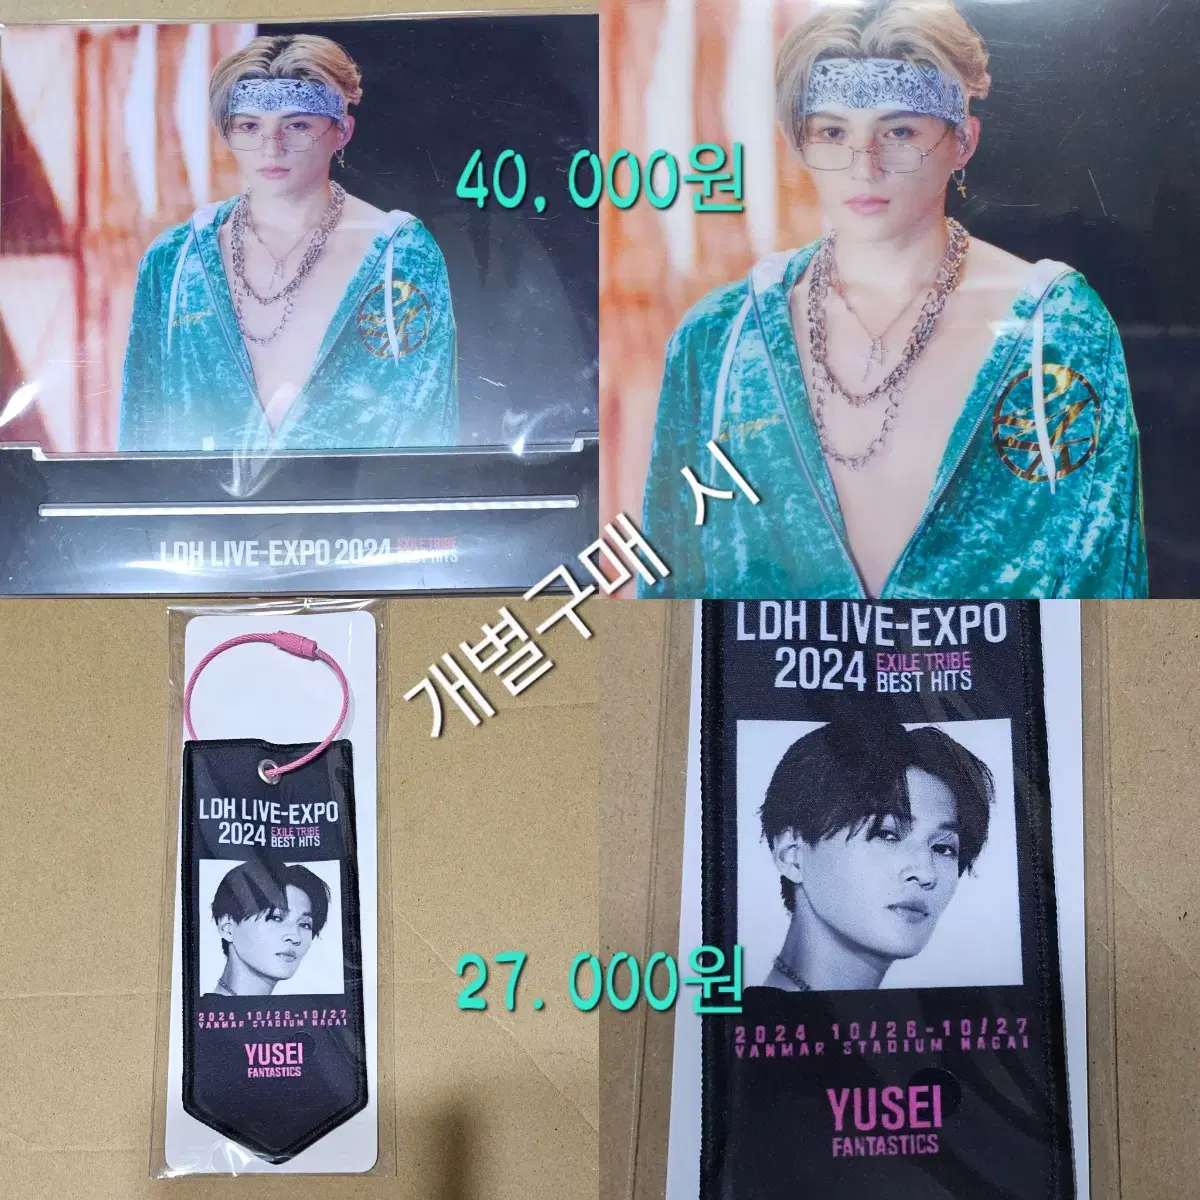 40,000원
LDH LIVE-EXPO 2024 EXILE TRIBE
BEST HITS
개별구매 시
LDH LIVE-EXPO
2024 EXILE TRIBE
BEST HITS
2024 10/26-10/27
YANMAR STADIUM NAGAI
YUSEI
FANTASTICS
LDH LIVE-EXPO
2024 EXILE TRIBE
BEST HITS
27.000원
2024 10/26-10/27
YANMAR STADIUM NAGAI
YUSEI
FANTASTICS